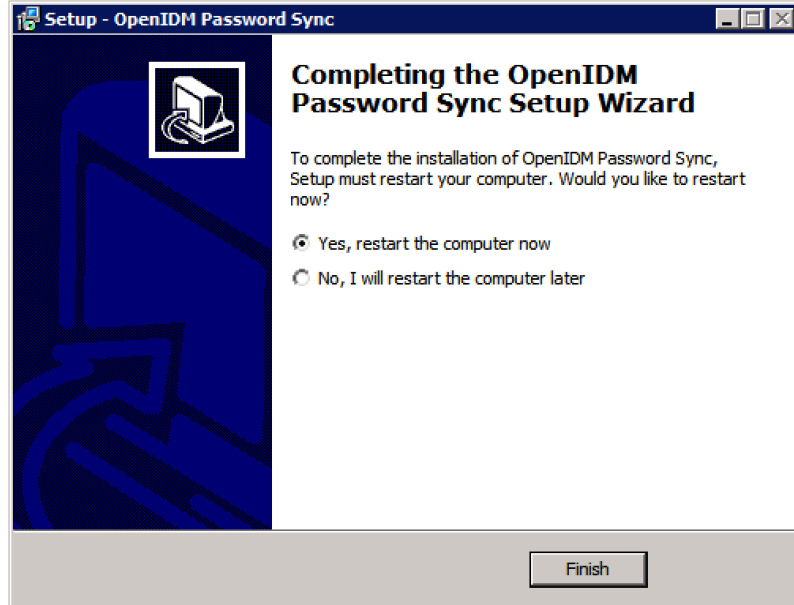 Setup - OpenIDM Password Sync
Completing the OpenIDM
Password Sync Setup Wizard
To complete the installation of OpenIDM Password Sync,
Setup must restart your computer. Would you like to restart
now?
Yes, restart the computer now
No, I will restart the computer later
Finish